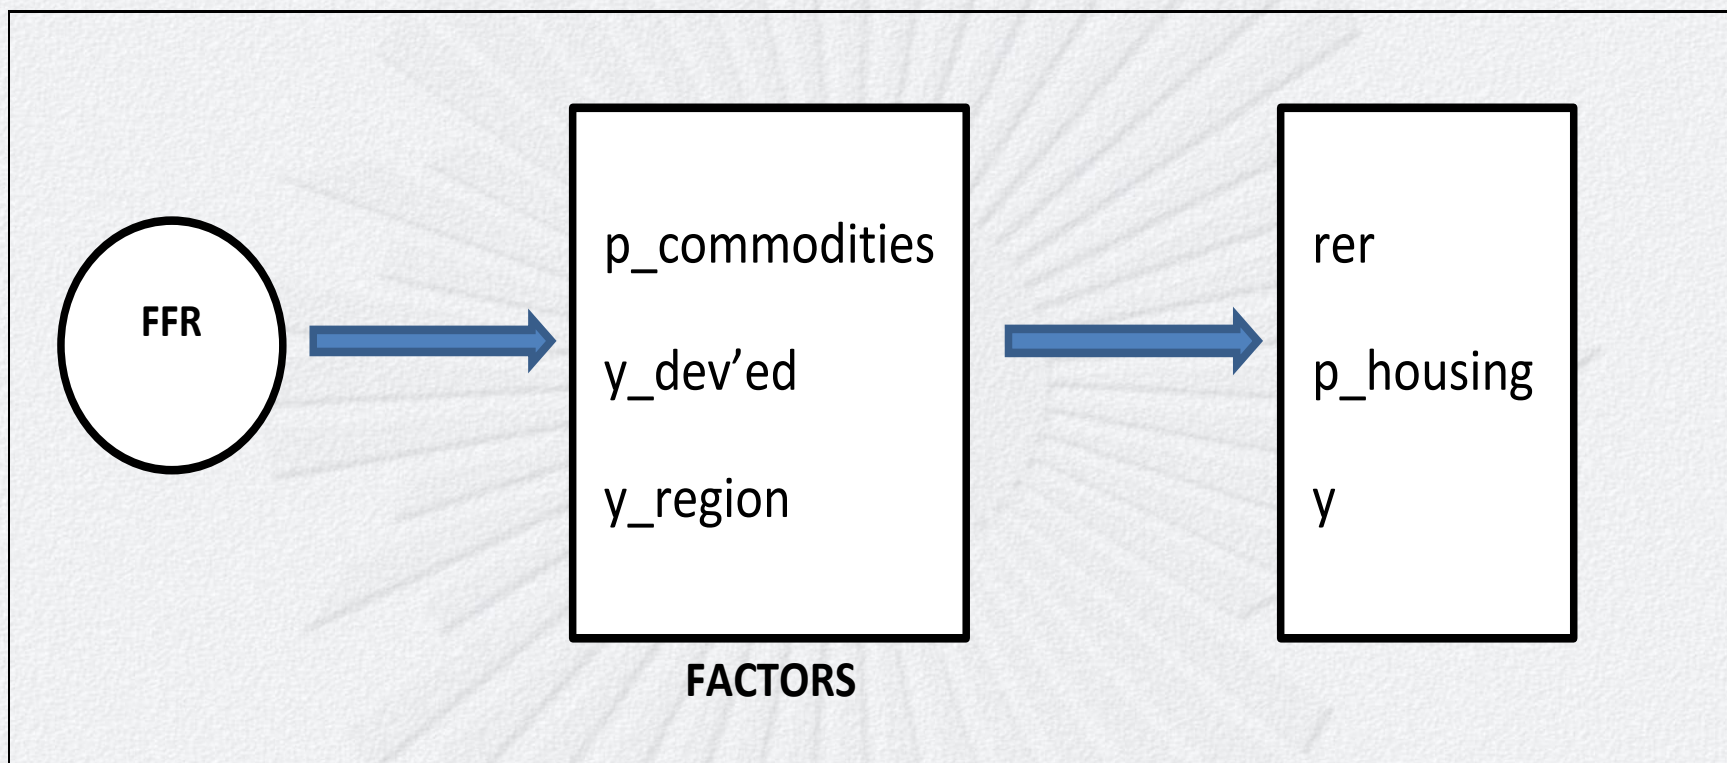 FFR
p_commodities
y_dev’ed
y_region
FACTORS
rer
p_housing
y